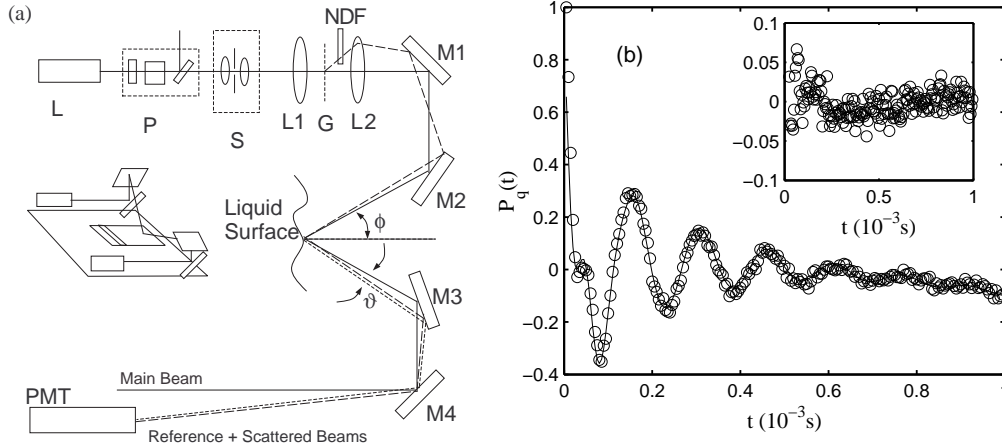 (a)
NDF
M1
L
P
S
L1
G
L2
M2
Liquid
Surface
ϕ
ϑ
M3
Main Beam
PMT
M4
Reference + Scattered Beams
(b)
1
0.8
0.6
0.4
0.2
0
−0.2
−0.4
P_q(t)
0
0.2
0.4
0.6
0.8
t (10^{-3}s)
0.1
0.05
0
−0.05
−0.1
0
0.5
1
t (10^{-3}s)